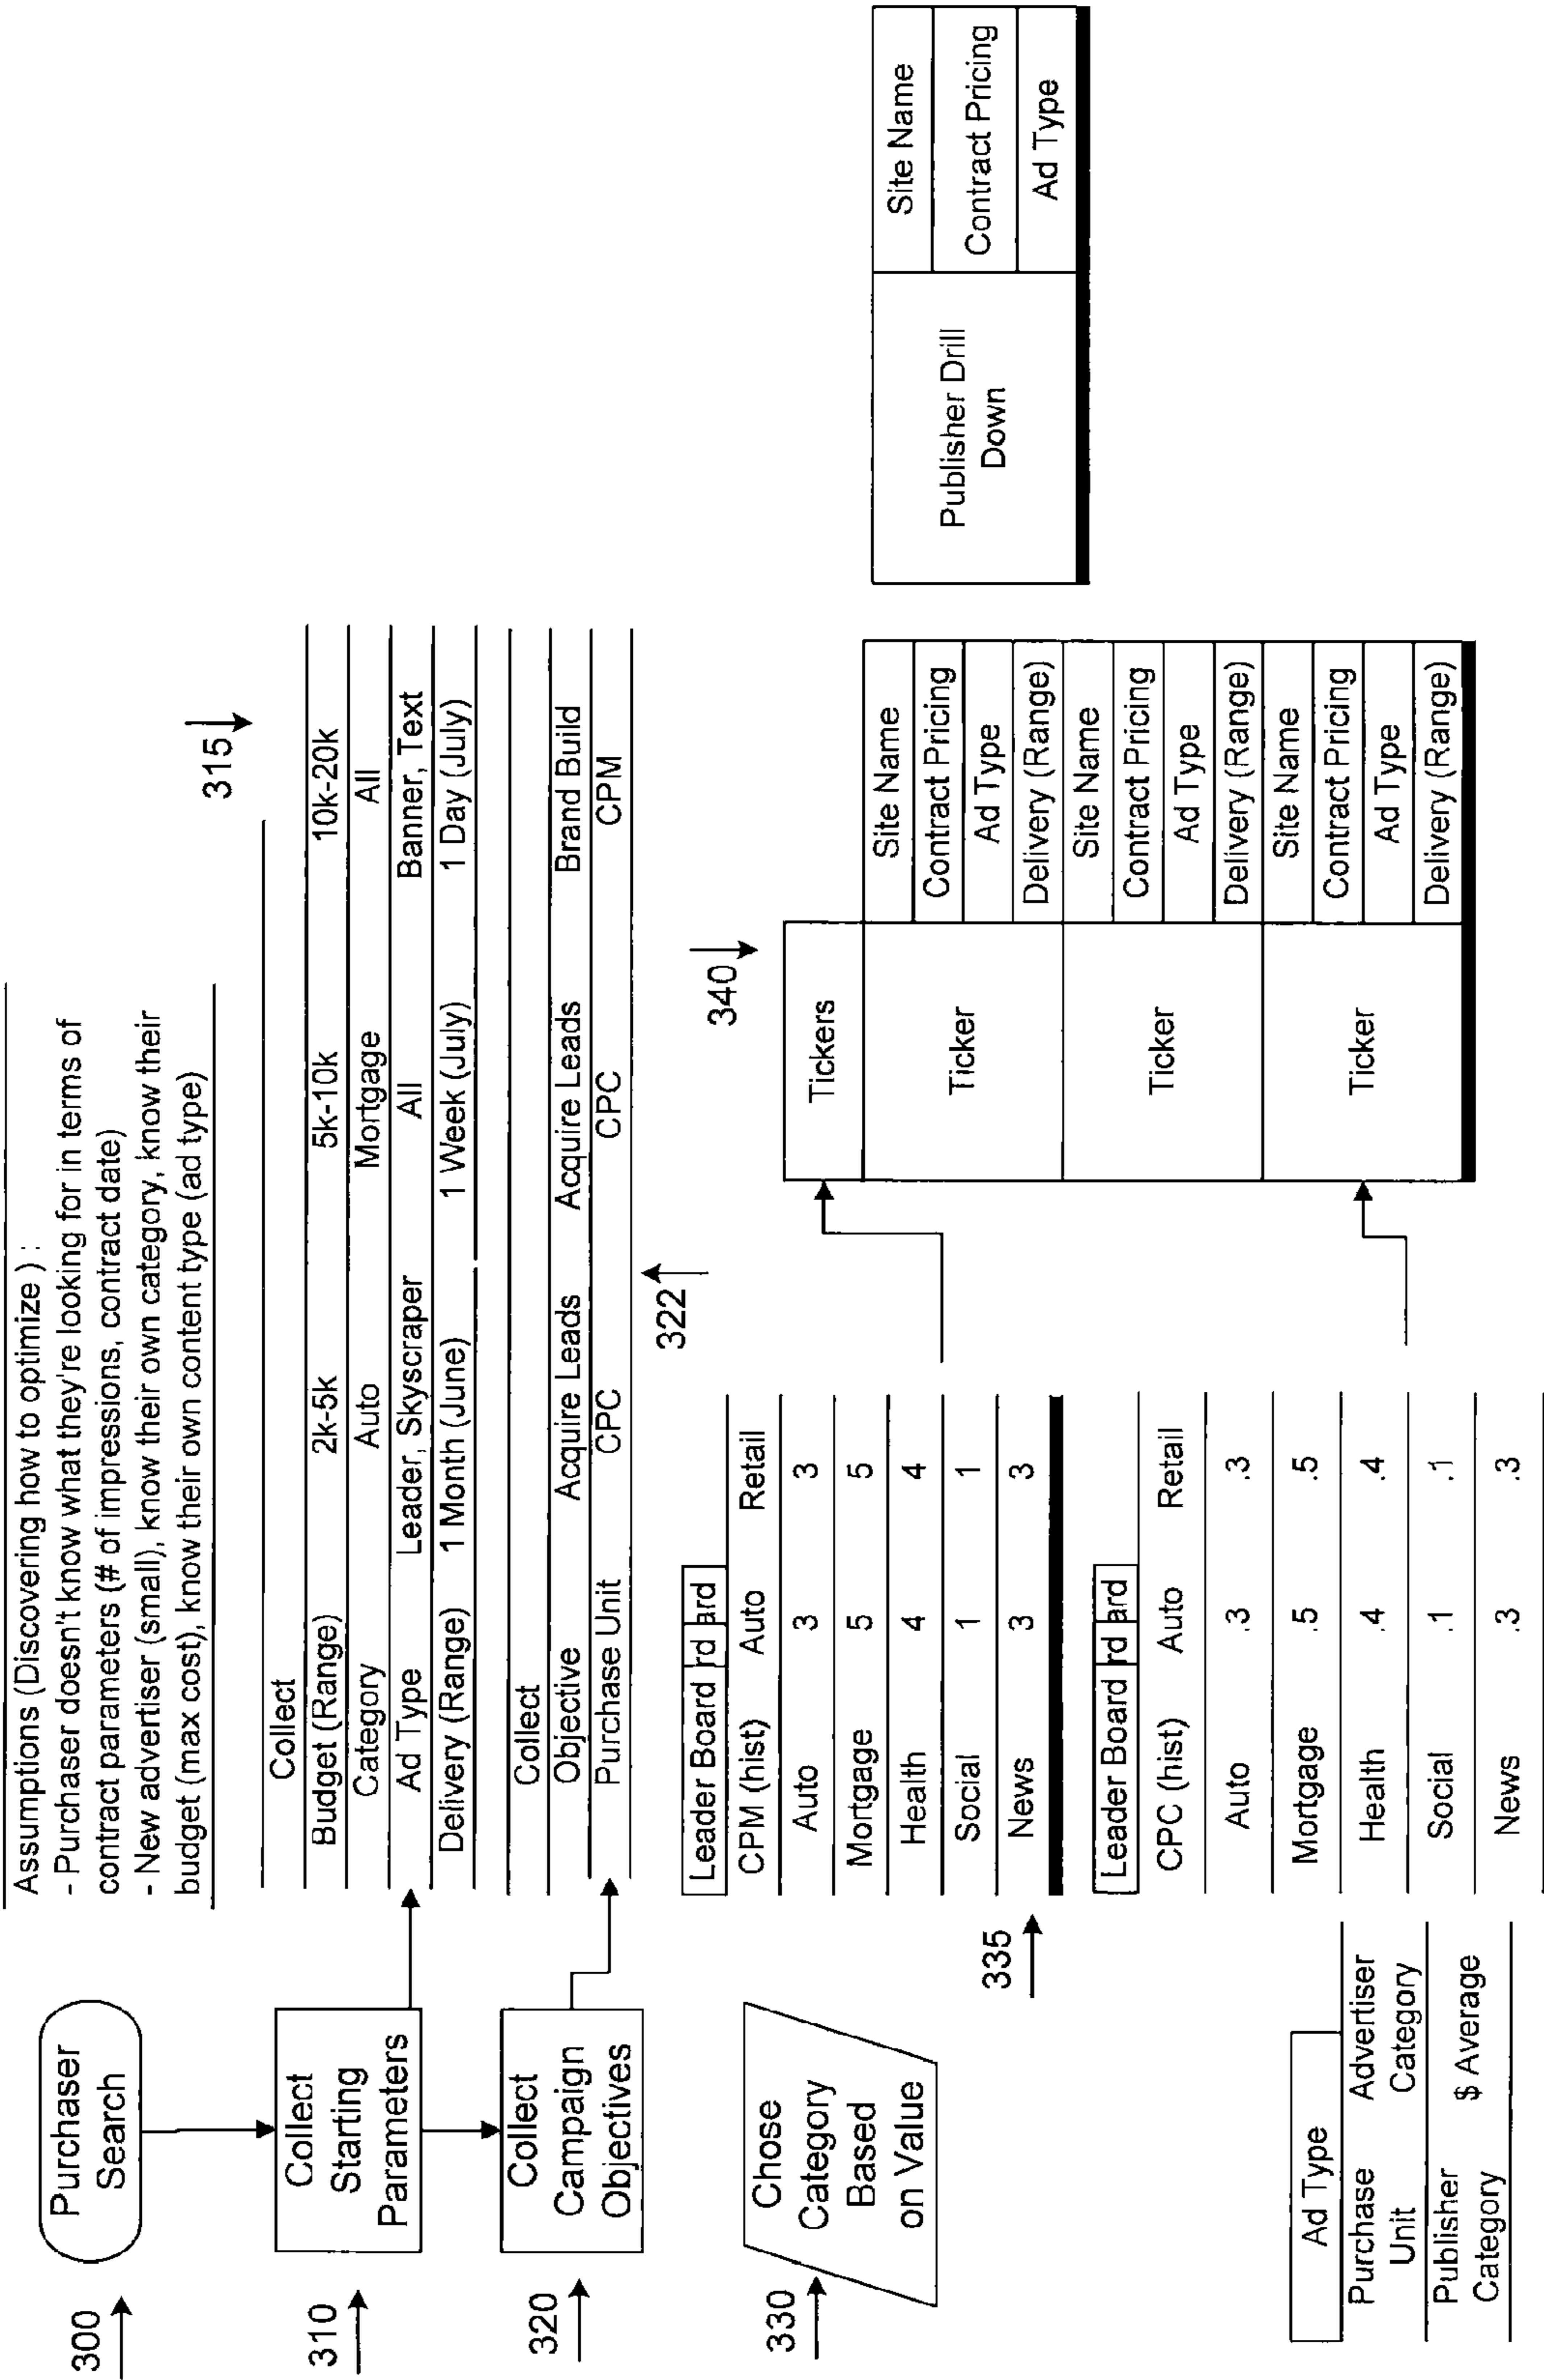 Assumptions (Discovering how to optimize ) :
- Purchaser doesn't know what they're looking for in terms of
contract parameters (# of impressions, contract date)
- New advertiser (small), know their own category, know their
budget (max cost), know their own content type (ad type)
300
Purchaser
Search
310
Collect
Starting
Parameters
315
Collect
Budget (Range) 2k-5k 5k-10k 10k-20k
Category Auto Mortgage All
Ad Type Leader, Skyscraper All Banner, Text
Delivery (Range) 1 Month (June) 1 Week (July) 1 Day (July)
320
Collect
Campaign
Objectives
Collect
Objective Acquire Leads Acquire Leads Brand Build
Purchase Unit CPC CPC CPM
322
330
Chose
Category
Based
on Value
335
Leader Board rd ard
CPM (hist) Auto Retail
Auto 3 3
Mortgage 5 5
Health 4 4
Social 1 1
News 3 3
Leader Board rd ard
CPC (hist) Auto Retail
Auto .3 .3
Mortgage .5 .5
Health .4 .4
Social .1 .1
News .3 .3
Ad Type
Purchase Advertiser
Unit Category
Publisher $ Average
Category
340
Tickers
Ticker
Site Name
Contract Pricing
Ad Type
Delivery (Range)
Ticker
Site Name
Contract Pricing
Ad Type
Delivery (Range)
Ticker
Site Name
Contract Pricing
Ad Type
Delivery (Range)
Publisher Drill
Down
Site Name
Contract Pricing
Ad Type